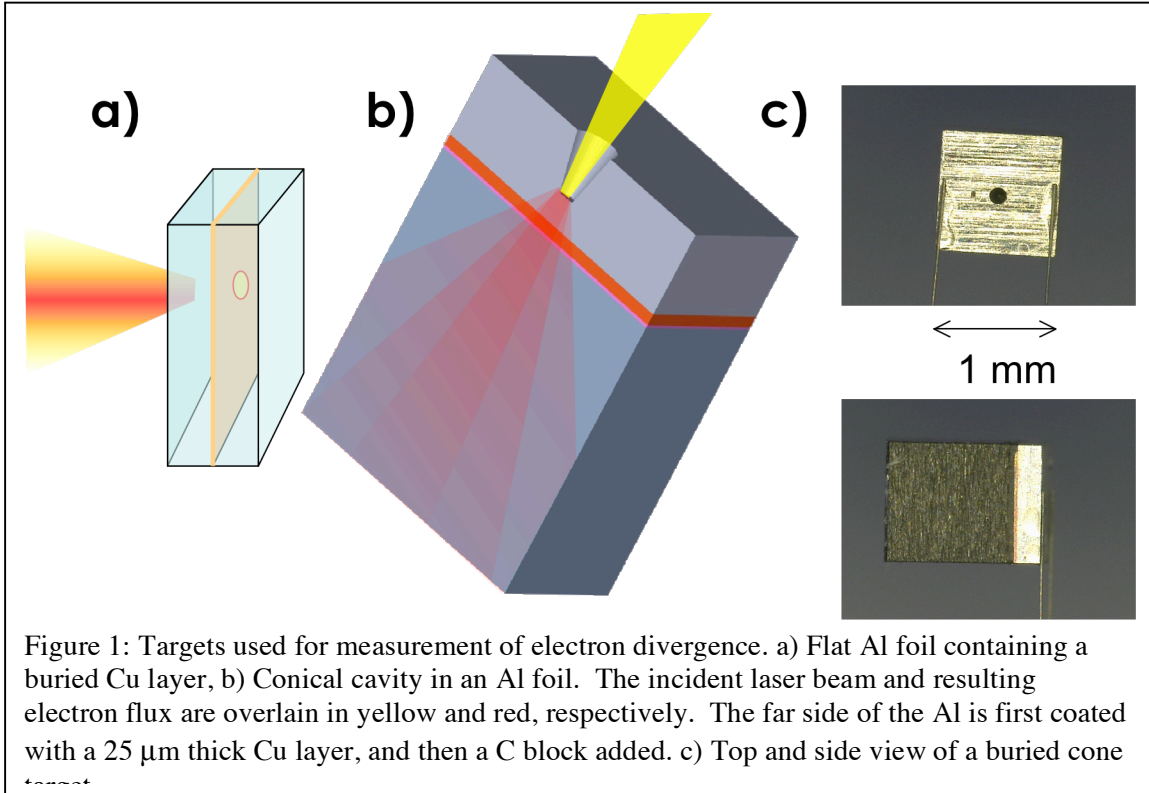 a)
b)
c)
1 mm
Figure 1: Targets used for measurement of electron divergence. a) Flat Al foil containing a
buried Cu layer, b) Conical cavity in an Al foil.  The incident laser beam and resulting
electron flux are overlain in yellow and red, respectively.  The far side of the Al is first coated
with a 25 μm thick Cu layer, and then a C block added. c) Top and side view of a buried cone
target